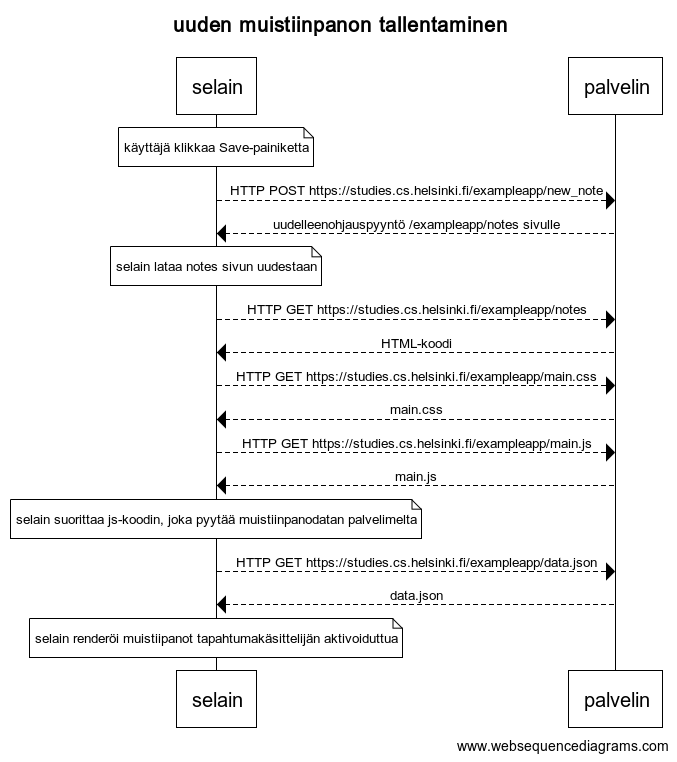 uuden muistiinpanon tallentaminen
selain
palvelin
käyttäjä klikkaa Save-painiketta
HTTP POST https://studies.cs.helsinki.fi/exampleapp/new_note
uudelleenohjauspyyntö /exampleapp/notes sivulle
selain lataa notes sivun uudestaan
HTTP GET https://studies.cs.helsinki.fi/exampleapp/notes
HTML-koodi
HTTP GET https://studies.cs.helsinki.fi/exampleapp/main.css
main.css
HTTP GET https://studies.cs.helsinki.fi/exampleapp/main.js
main.js
selain suorittaa js-koodin, joka pyytää muistiinpanodatan palvelimelta
HTTP GET https://studies.cs.helsinki.fi/exampleapp/data.json
data.json
selain renderöi muistiipanot tapahtumakäsittelijän aktivoiduttua
selain
palvelin
www.websequencediagrams.com